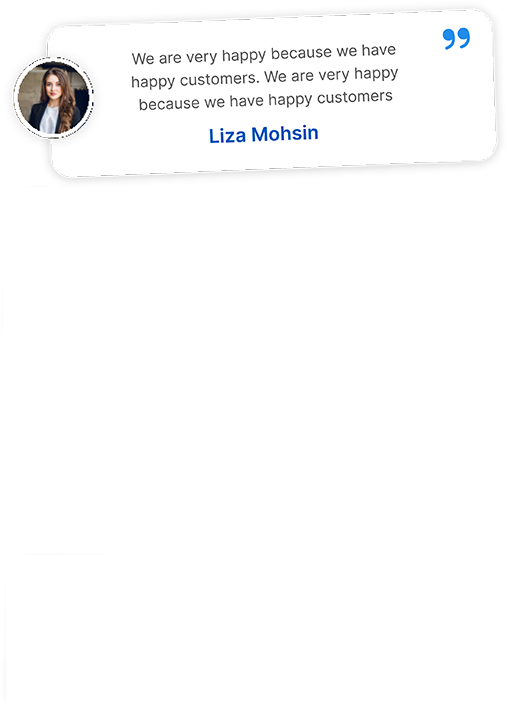 We are very happy because we have
happy customers. We are very happy
because we have happy customers
Liza Mohsin